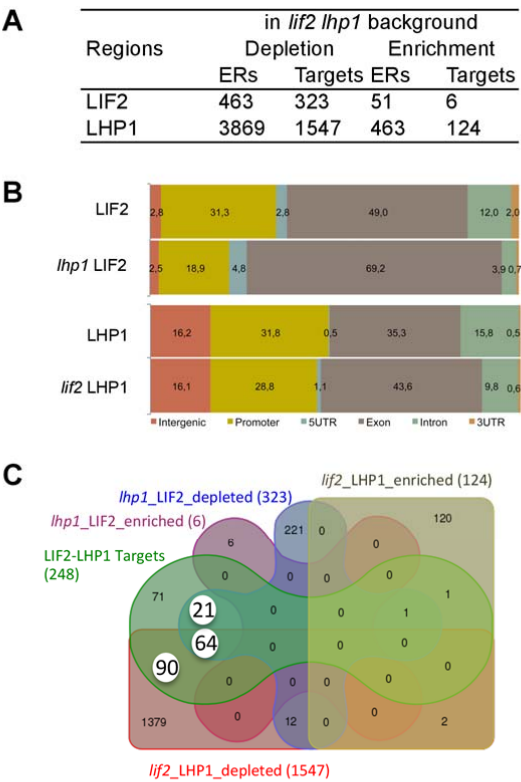 A
in lif2 lhp1 background
Regions Depletion Enrichment
ERs Targets ERs Targets
LIF2 463 323 51 6
LHP1 3869 1547 463 124
B
LIF2 2,8 31,3 2,8 49,0 12,0 2,0
lhp1 LIF2 2,5 18,9 4,8 69,2 3,9 0,7
LHP1 16,2 31,8 0,5 35,3 15,8 0,5
lif2 LHP1 16,1 28,8 1,1 43,6 9,8 0,6
Intergenic Promoter 5UTR Exon Intron 3UTR
C
lif2_LHP1_enriched (124)
lhp1_LIF2_depleted (323)
lhp1_LIF2_enriched (6)
LIF2-LHP1 Targets
(248)
120
221 0
6 0
0 0 0 0
71 1
21 0 0 1
64 0 0 0
90 0 0 0 0 0
1379 0 12 0 0 2
lif2_LHP1_depleted (1547)